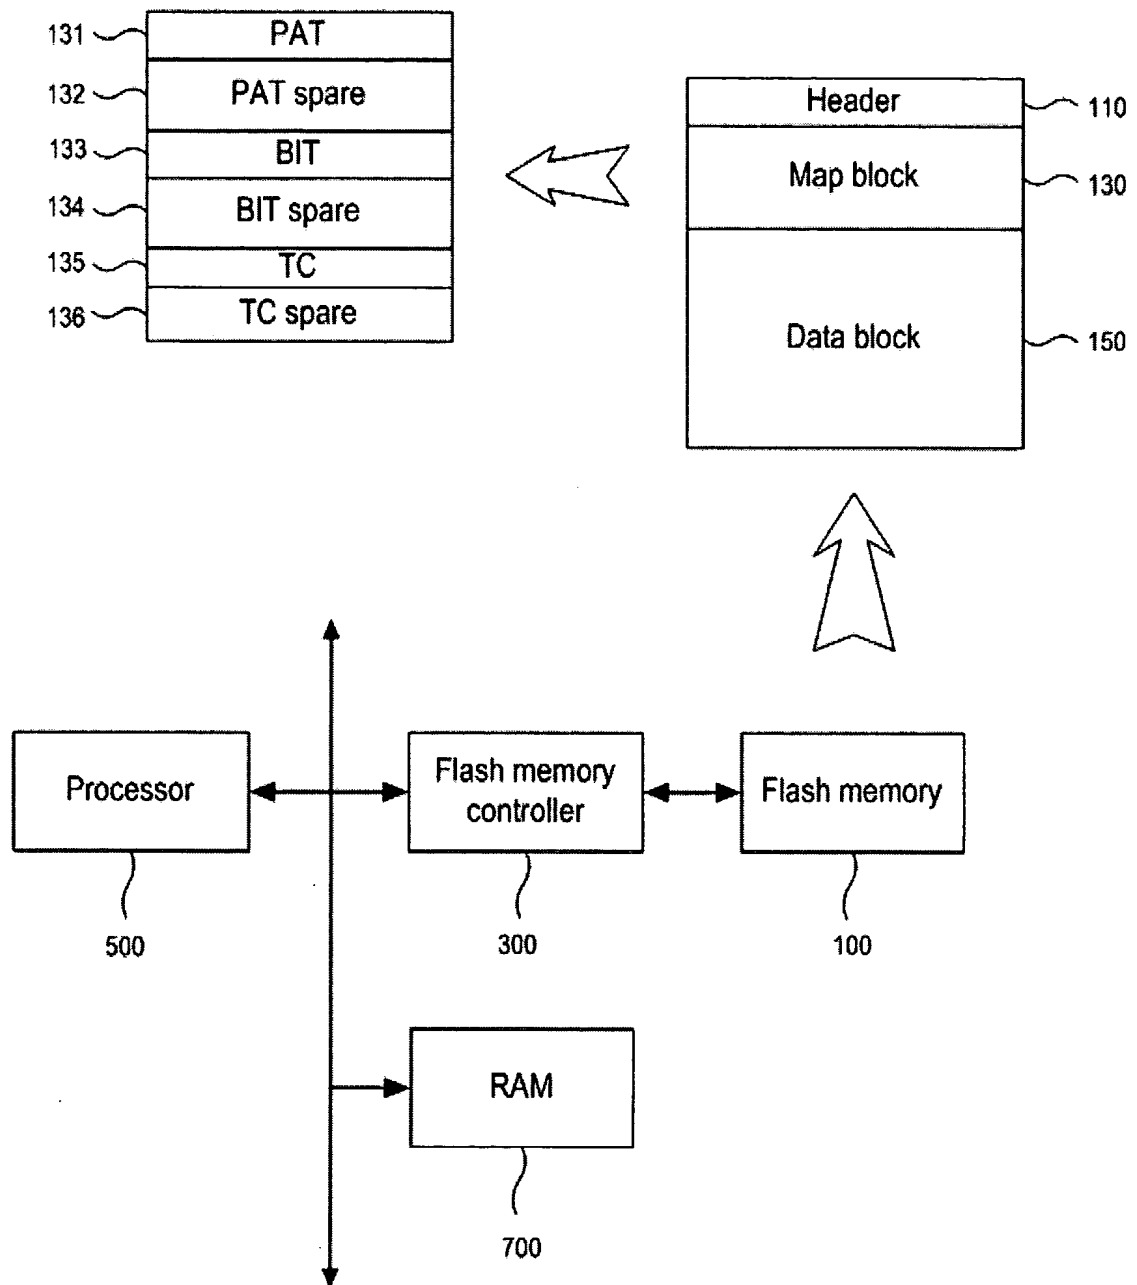 131
PAT
132
PAT spare
133
BIT
134
BIT spare
135
TC
136
TC spare
Header
110
Map block
130
Data block
150
Processor
500
Flash memory
controller
300
Flash memory
100
RAM
700